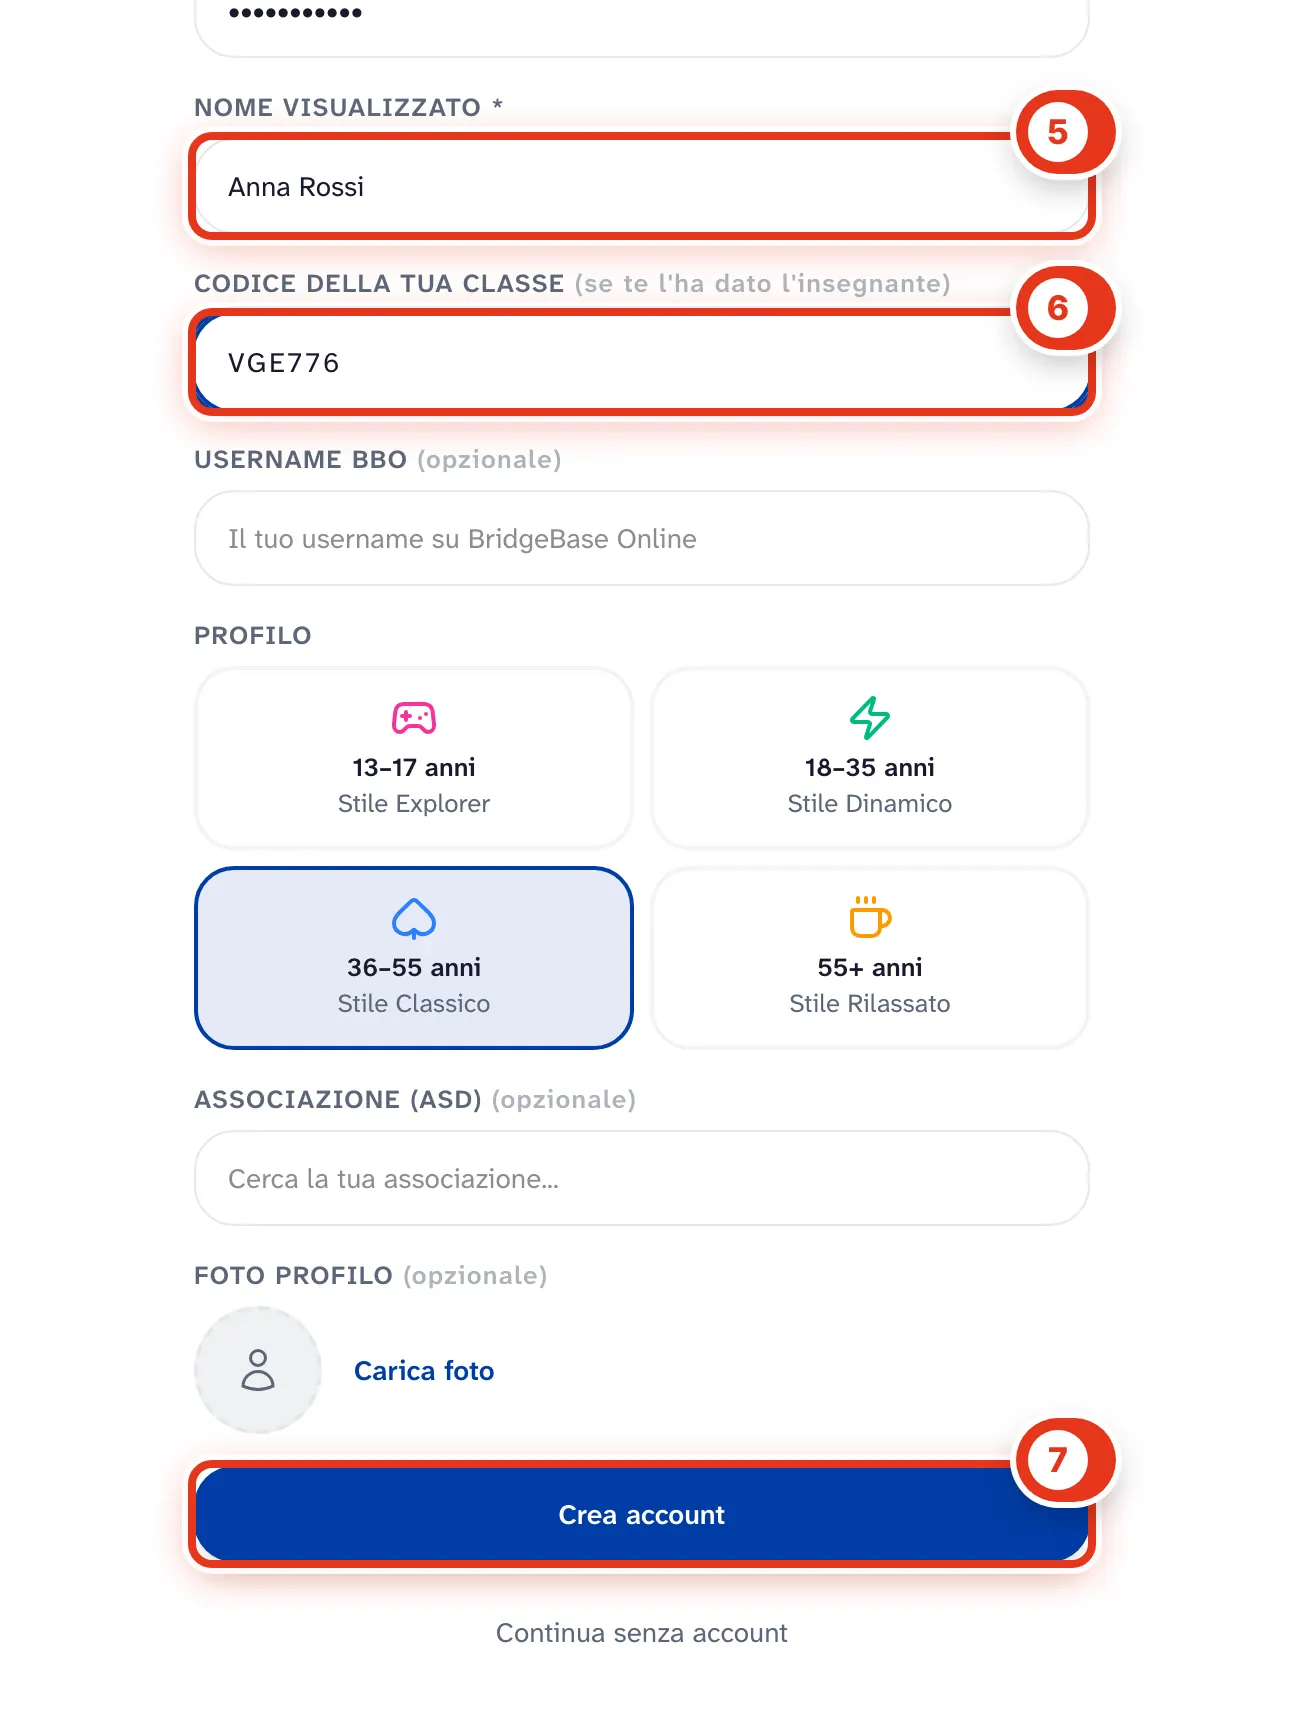 •••••••••••
NOME VISUALIZZATO *
5
Anna Rossi
CODICE DELLA TUA CLASSE (se te l'ha dato l'insegnante)
6
VGE776
USERNAME BBO (opzionale)
Il tuo username su BridgeBase Online
PROFILO
13–17 anni
Stile Explorer
18–35 anni
Stile Dinamico
36–55 anni
Stile Classico
55+ anni
Stile Rilassato
ASSOCIAZIONE (ASD) (opzionale)
Cerca la tua associazione...
FOTO PROFILO (opzionale)
Carica foto
7
Crea account
Continua senza account